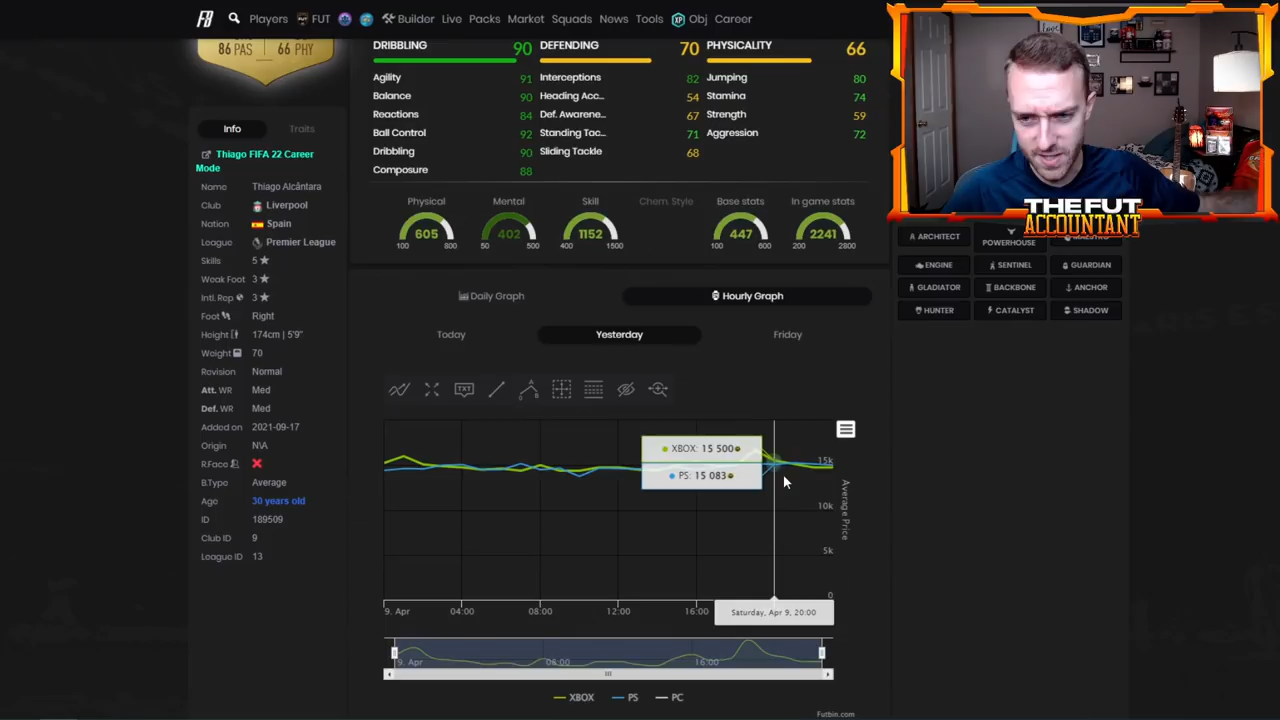 Players
FUT
Builder
Live
Packs
Market
Squads
News
Tools
XP
Obj
Career
86 PAS
66 PHY
DRIBBLING 90
DEFENDING 70
PHYSICALITY 66
Agility 91
Interceptions 82
Jumping 80
Balance 90
Heading Acc... 54
Stamina 74
Reactions 84
Def. Awarene... 67
Strength 59
Ball Control 92
Standing Tac... 71
Aggression 72
Dribbling 90
Sliding Tackle 68
Composure 88
Info
Traits
Thiago FIFA 22 Career
Mode
Name Thiago Alcântara
Club Liverpool
Nation Spain
League Premier League
Skills 5
Weak Foot 3
Intl. Rep 3
Foot Right
Height 174cm | 5'9"
Weight 70
Revision Normal
Att. WR Med
Def. WR Med
Added on 2021-09-17
Origin N\A
R.Face
B.Type Average
Age 30 years old
ID 189509
Club ID 9
League ID 13
Physical
605
100 800
Mental
402
50 500
Skill
1152
400 1500
Chem. Style
Base stats
447
100 600
In game stats
2241
200 2800
Daily Graph
Hourly Graph
Today
Yesterday
Friday
TXT
XBOX: 15 500
PS: 15 083
15k
10k
5k
0
Average Price
9. Apr
04:00
08:00
12:00
16:00
Saturday, Apr 9, 20:00
9. Apr
08:00
16:00
XBOX
PS
PC
Futbin.com
THE FUT
ACCOUNTANT
ARCHITECT
POWERHOUSE
ENGINE
SENTINEL
GUARDIAN
GLADIATOR
BACKBONE
ANCHOR
HUNTER
CATALYST
SHADOW